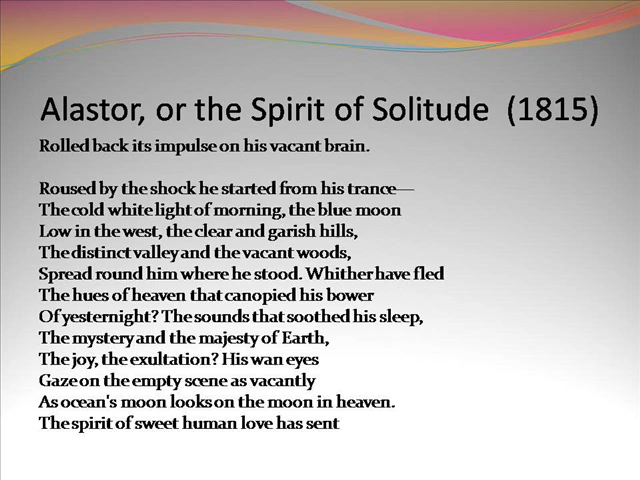 Alastor, or the Spirit of Solitude (1815)
Rolled back its impulse on his vacant brain.
Roused by the shock he started from his trance—
The cold white light of morning, the blue moon
Low in the west, the clear and garish hills,
The distinct valley and the vacant woods,
Spread round him where he stood. Whither have fled
The hues of heaven that canopied his bower
Of yesternight? The sounds that soothed his sleep,
The mystery and the majesty of Earth,
The joy, the exultation? His wan eyes
Gaze on the empty scene as vacantly
As ocean's moon looks on the moon in heaven.
The spirit of sweet human love has sent